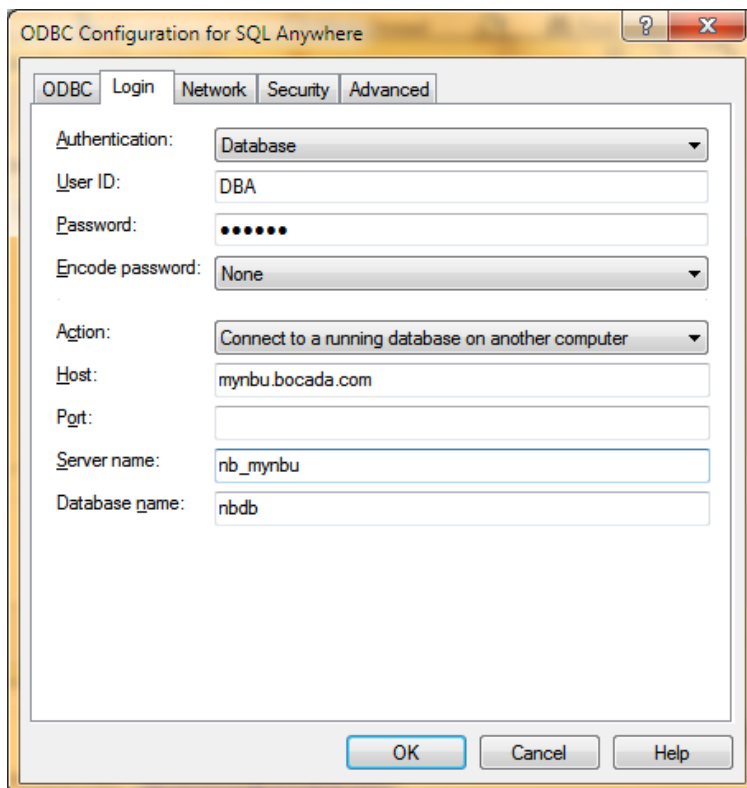 ODBC Configuration for SQL Anywhere
ODBC Login Network Security Advanced
Authentication: Database
User ID: DBA
Password: ••••••
Encode password: None
Action: Connect to a running database on another computer
Host: mynbu.bocada.com
Port:
Server name: nb_mynbu
Database name: nbdb
OK Cancel Help